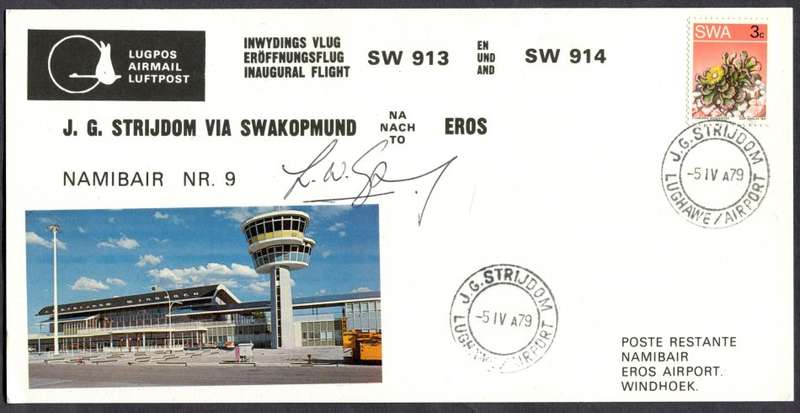 LUGPOS
AIRMAIL
LUFTPOST
INWYDINGS VLUG
ERÖFFNUNGSFLUG
INAUGURAL FLIGHT
SW 913
EN
UND
AND
SW 914
SWA 3c
J. G. STRIJDOM VIA SWAKOPMUND
NA
NACH
TO
EROS
NAMIBAIR NR. 9
J.G. STRIJDOM
-5 IV A79
LUGHAWE/AIRPORT
J.G. STRIJDOM
-5 IV A79
LUGHAWE/AIRPORT
POSTE RESTANTE
NAMIBAIR
EROS AIRPORT.
WINDHOEK.